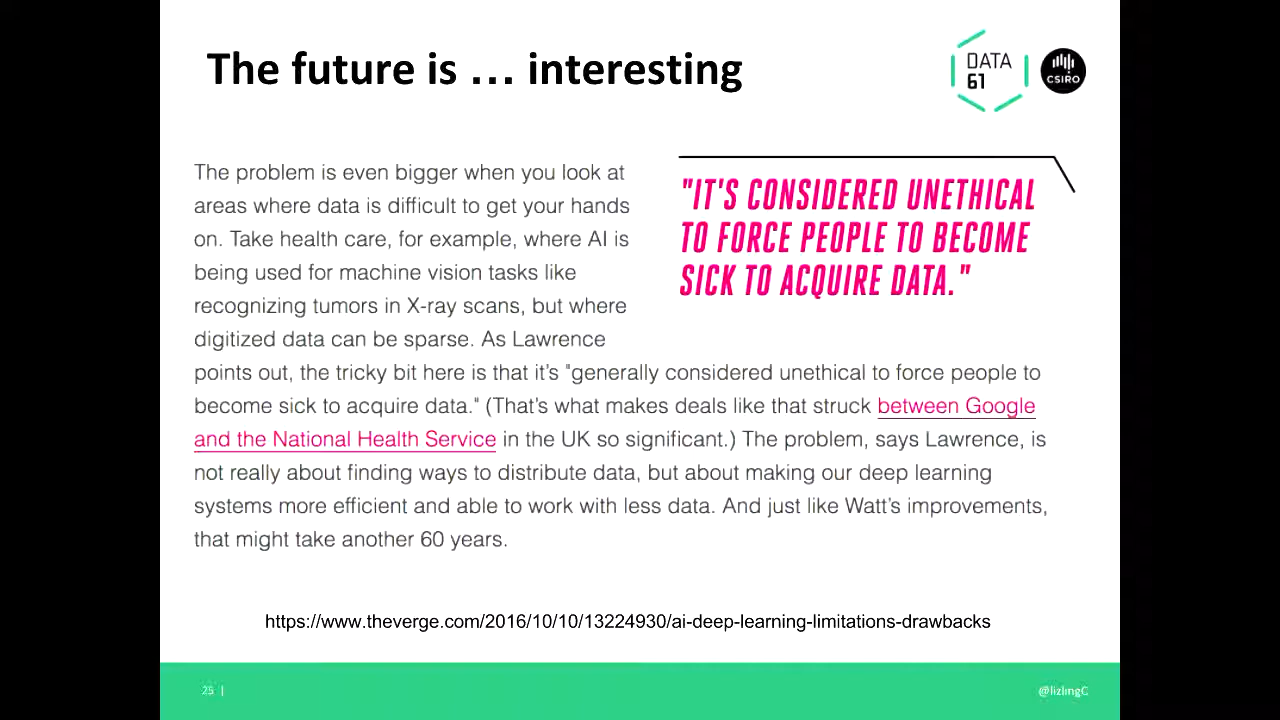 The future is ... interesting
DATA
61
CSIRO
The problem is even bigger when you look at
areas where data is difficult to get your hands
on. Take health care, for example, where AI is
being used for machine vision tasks like
recognizing tumors in X-ray scans, but where
digitized data can be sparse. As Lawrence
"IT'S CONSIDERED UNETHICAL
TO FORCE PEOPLE TO BECOME
SICK TO ACQUIRE DATA."
points out, the tricky bit here is that it's "generally considered unethical to force people to
become sick to acquire data." (That's what makes deals like that struck between Google
and the National Health Service in the UK so significant.) The problem, says Lawrence, is
not really about finding ways to distribute data, but about making our deep learning
systems more efficient and able to work with less data. And just like Watt's improvements,
that might take another 60 years.
https://www.theverge.com/2016/10/10/13224930/ai-deep-learning-limitations-drawbacks
25 |
@lizlingC